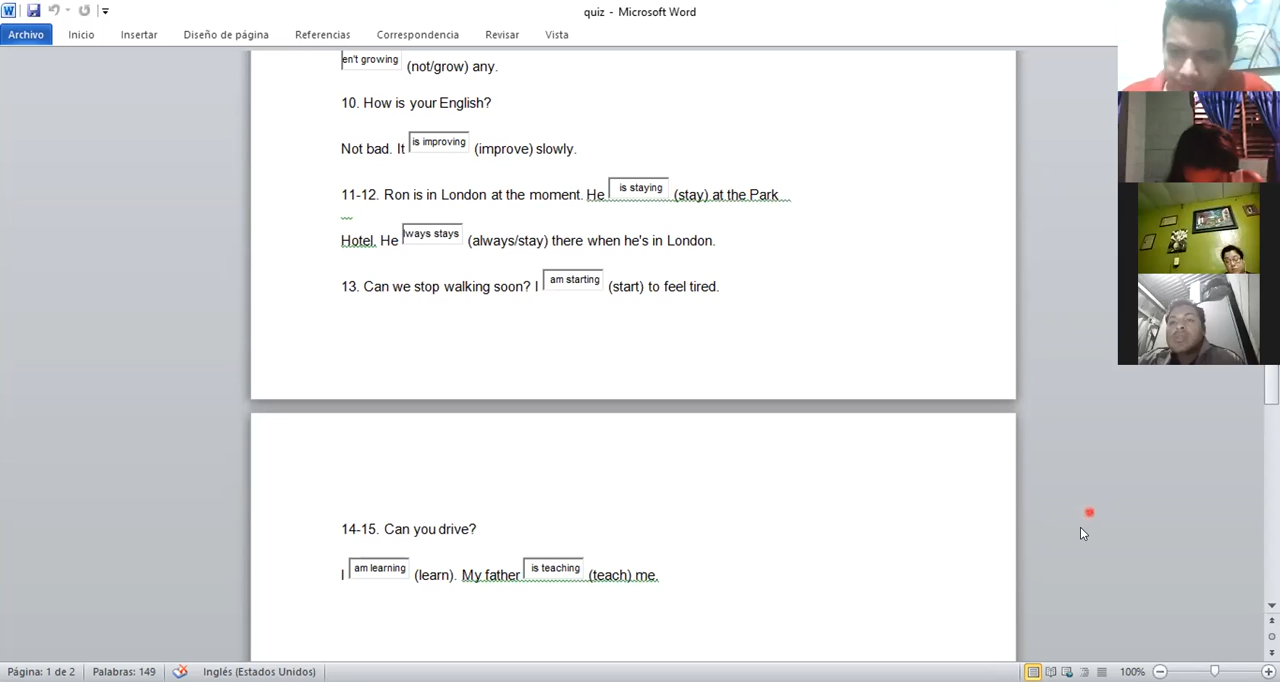 quiz - Microsoft Word
Archivo Inicio Insertar Diseño de página Referencias Correspondencia Revisar Vista
en't growing (not/grow) any.
10. How is your English?
Not bad. It is improving (improve) slowly.
11-12. Ron is in London at the moment. He is staying (stay) at the Park
Hotel. He lways stays (always/stay) there when he's in London.
13. Can we stop walking soon? I am starting (start) to feel tired.
14-15. Can you drive?
I am learning (learn). My father is teaching (teach) me.
Página: 1 de 2 Palabras: 149 Inglés (Estados Unidos) 100%